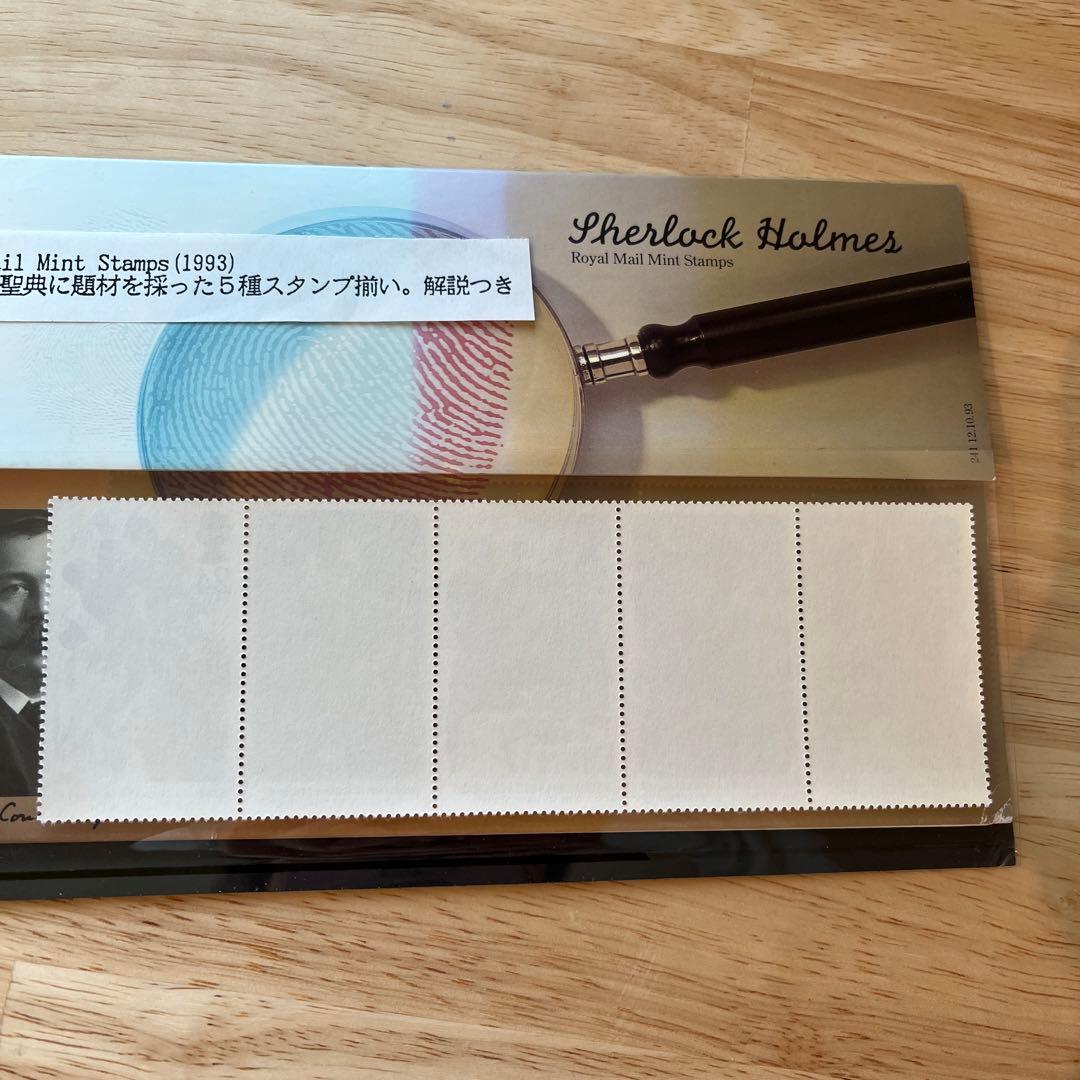 Sherlock Holmes
Royal Mail Mint Stamps
Mint Stamps(1993)
聖典に題材を採った５種スタンプ揃い。解説つき
241 12.10.93